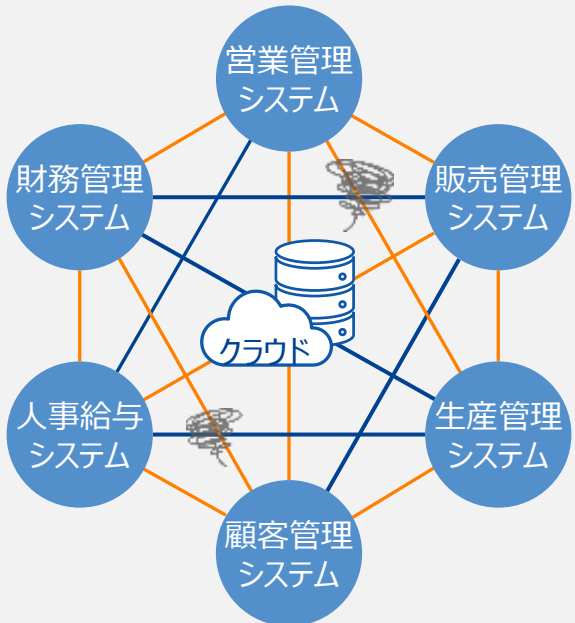 営業管理
システム
財務管理
システム
販売管理
システム
クラウド
人事給与
システム
生産管理
システム
顧客管理
システム